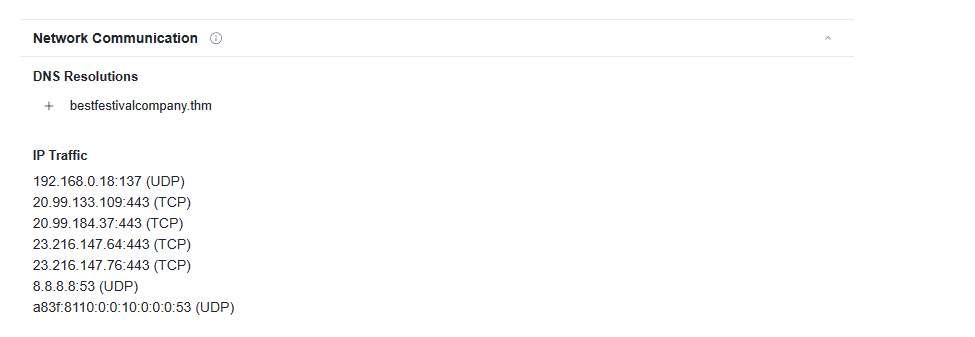 Network Communication
DNS Resolutions
+ bestfestivalcompany.thm
IP Traffic
192.168.0.18:137 (UDP)
20.99.133.109:443 (TCP)
20.99.184.37:443 (TCP)
23.216.147.64:443 (TCP)
23.216.147.76:443 (TCP)
8.8.8.8:53 (UDP)
a83f:8110:0:0:10:0:0:0:53 (UDP)